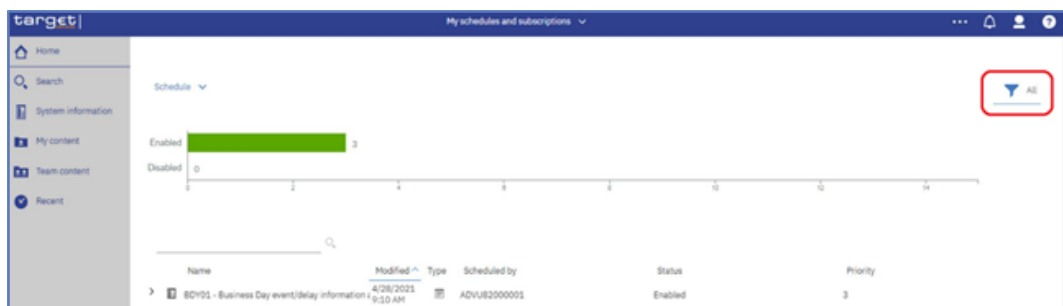 target|
My schedules and subscriptions
Home
Search
System information
My content
Team content
Recent
Schedule
All
Enabled 3
Disabled 0
0 2 4 6 8 10 12 14
Name Modified Type Scheduled by Status Priority
BDY01 - Business Day event/delay information a 4/28/2021 9:10 AM ADVU82000001 Enabled 3